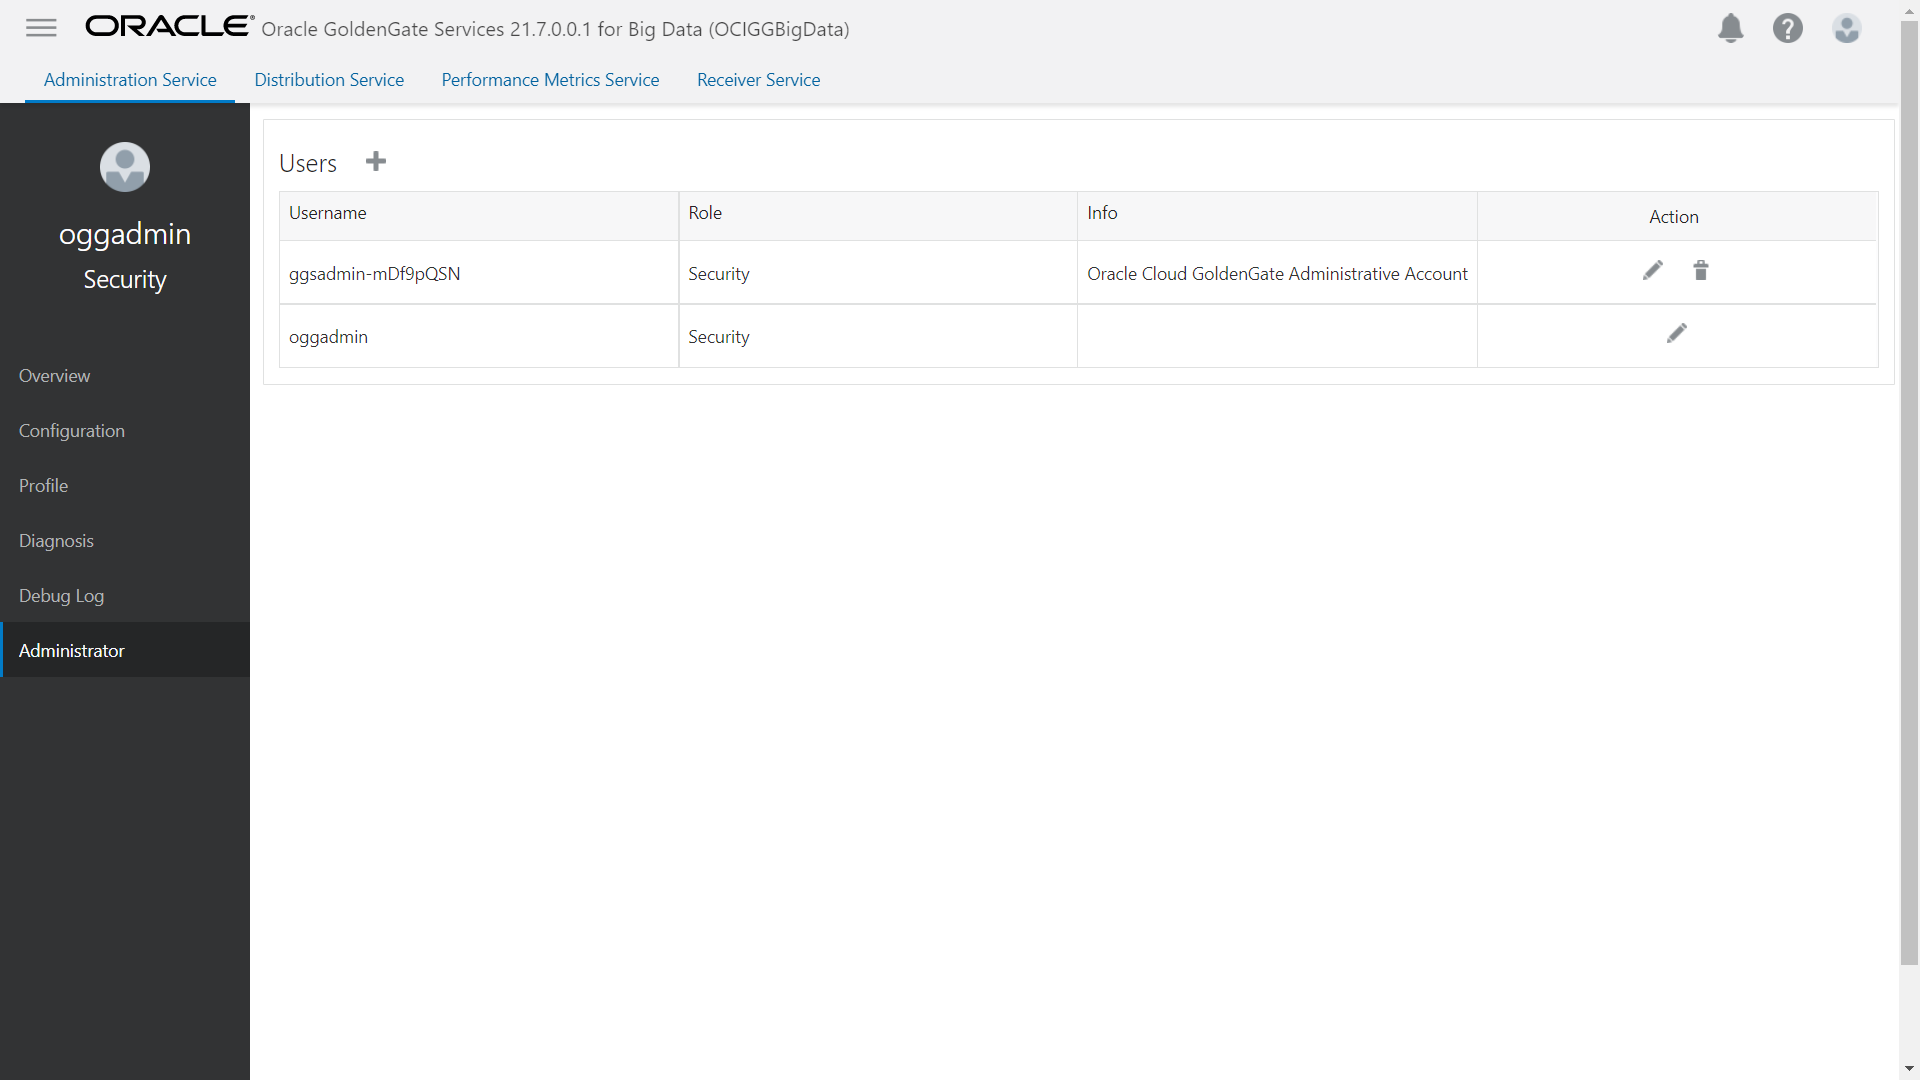 ORACLE® Oracle GoldenGate Services 21.7.0.0.1 for Big Data (OCIGGBigData)
Administration Service Distribution Service Performance Metrics Service Receiver Service
oggadmin
Security
Overview
Configuration
Profile
Diagnosis
Debug Log
Administrator
Users
Username Role Info Action
ggsadmin-mDf9pQSN Security Oracle Cloud GoldenGate Administrative Account
oggadmin Security